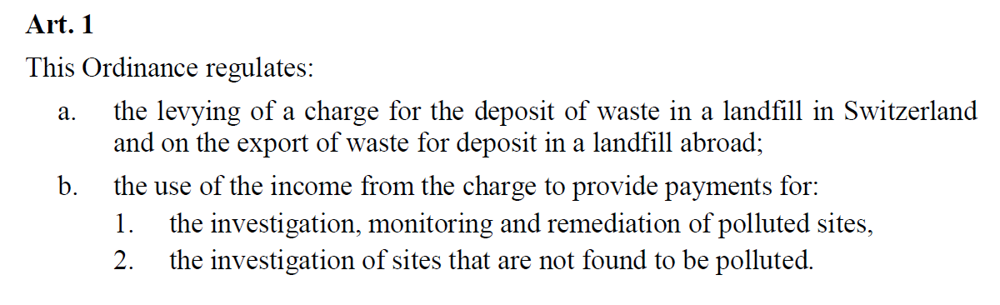 Art. 1
This Ordinance regulates:
a. the levying of a charge for the deposit of waste in a landfill in Switzerland
and on the export of waste for deposit in a landfill abroad;
b. the use of the income from the charge to provide payments for:
1. the investigation, monitoring and remediation of polluted sites,
2. the investigation of sites that are not found to be polluted.